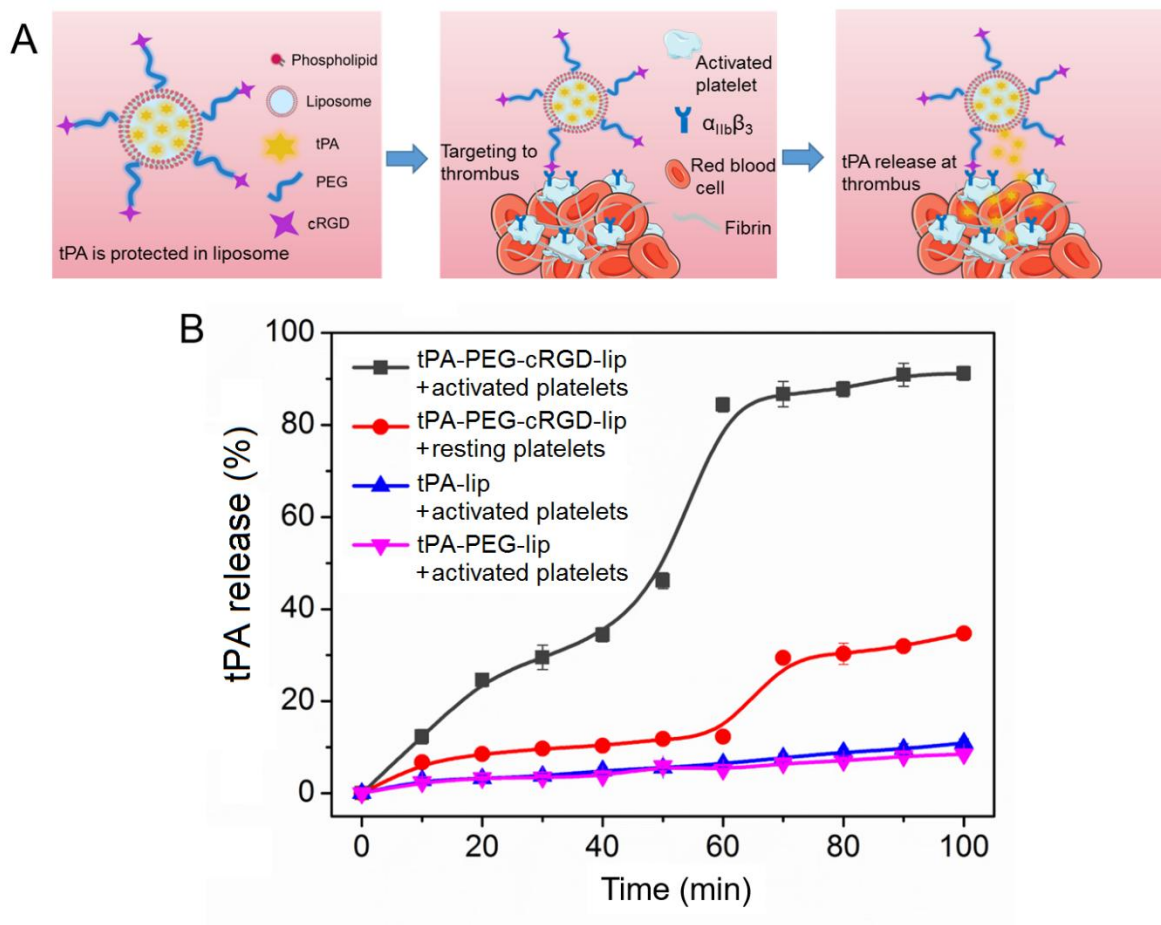 A
Phospholipid
Liposome
tPA
PEG
cRGD
tPA is protected in liposome
Targeting to
thrombus
Activated
platelet
αIIbβ3
Red blood
cell
Fibrin
tPA release at
thrombus
B
tPA release (%)
100
80
60
40
20
0
tPA-PEG-cRGD-lip
+activated platelets
tPA-PEG-cRGD-lip
+resting platelets
tPA-lip
+activated platelets
tPA-PEG-lip
+activated platelets
0 20 40 60 80 100
Time (min)